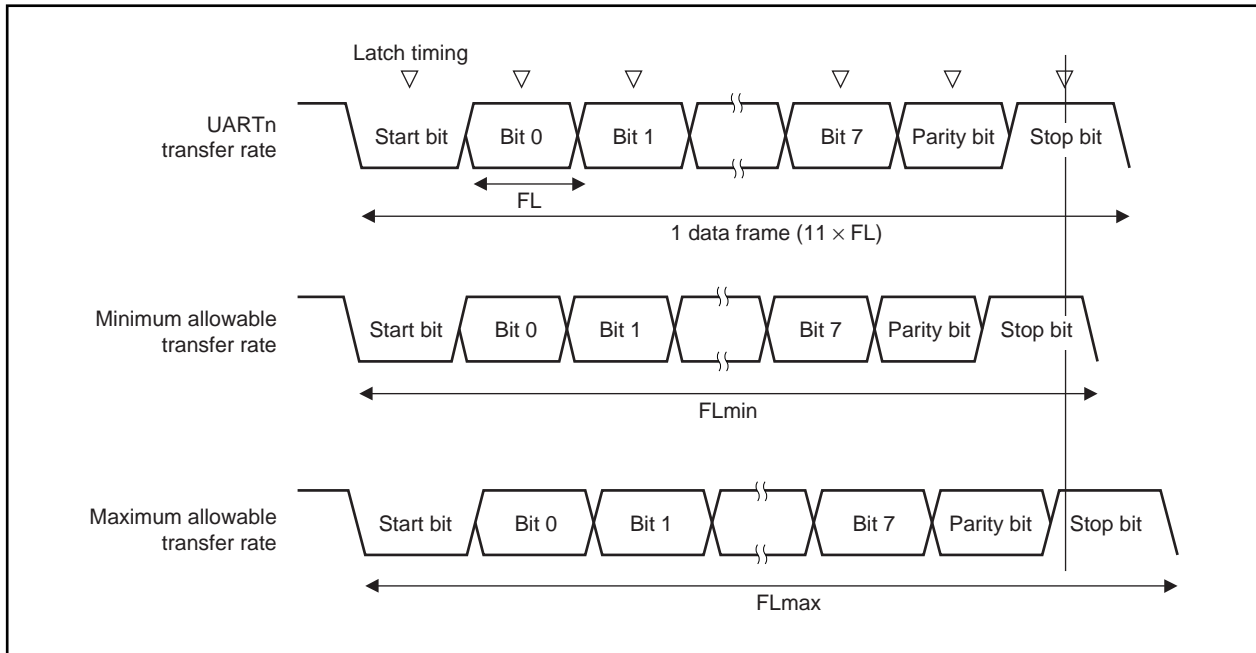 Latch timing
UARTn
transfer rate
Start bit Bit 0 Bit 1 Bit 7 Parity bit Stop bit
FL
1 data frame (11 × FL)
Minimum allowable
transfer rate
Start bit Bit 0 Bit 1 Bit 7 Parity bit Stop bit
FLmin
Maximum allowable
transfer rate
Start bit Bit 0 Bit 1 Bit 7 Parity bit Stop bit
FLmax